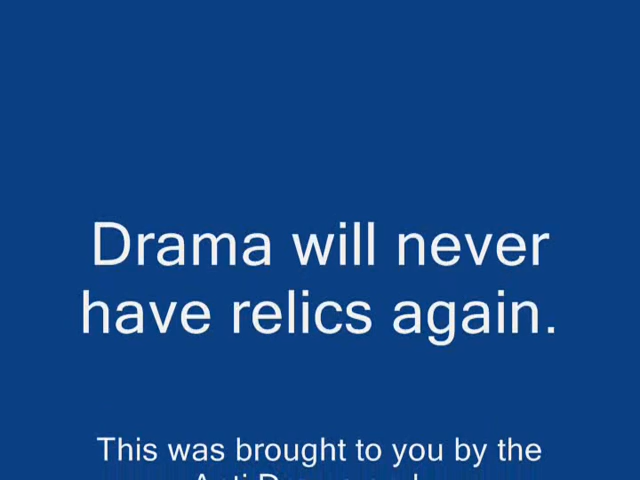 Drama will never
have relics again.
This was brought to you by the